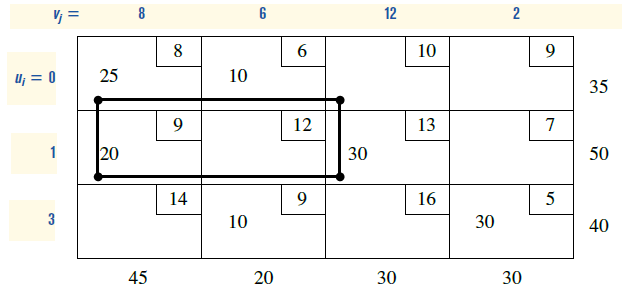 vj = 8 6 12 2
8 6 10 9
ui = 0 25 10 35
9 12 13 7
1 20 30 50
14 9 16 5
3 10 30 40
45 20 30 30